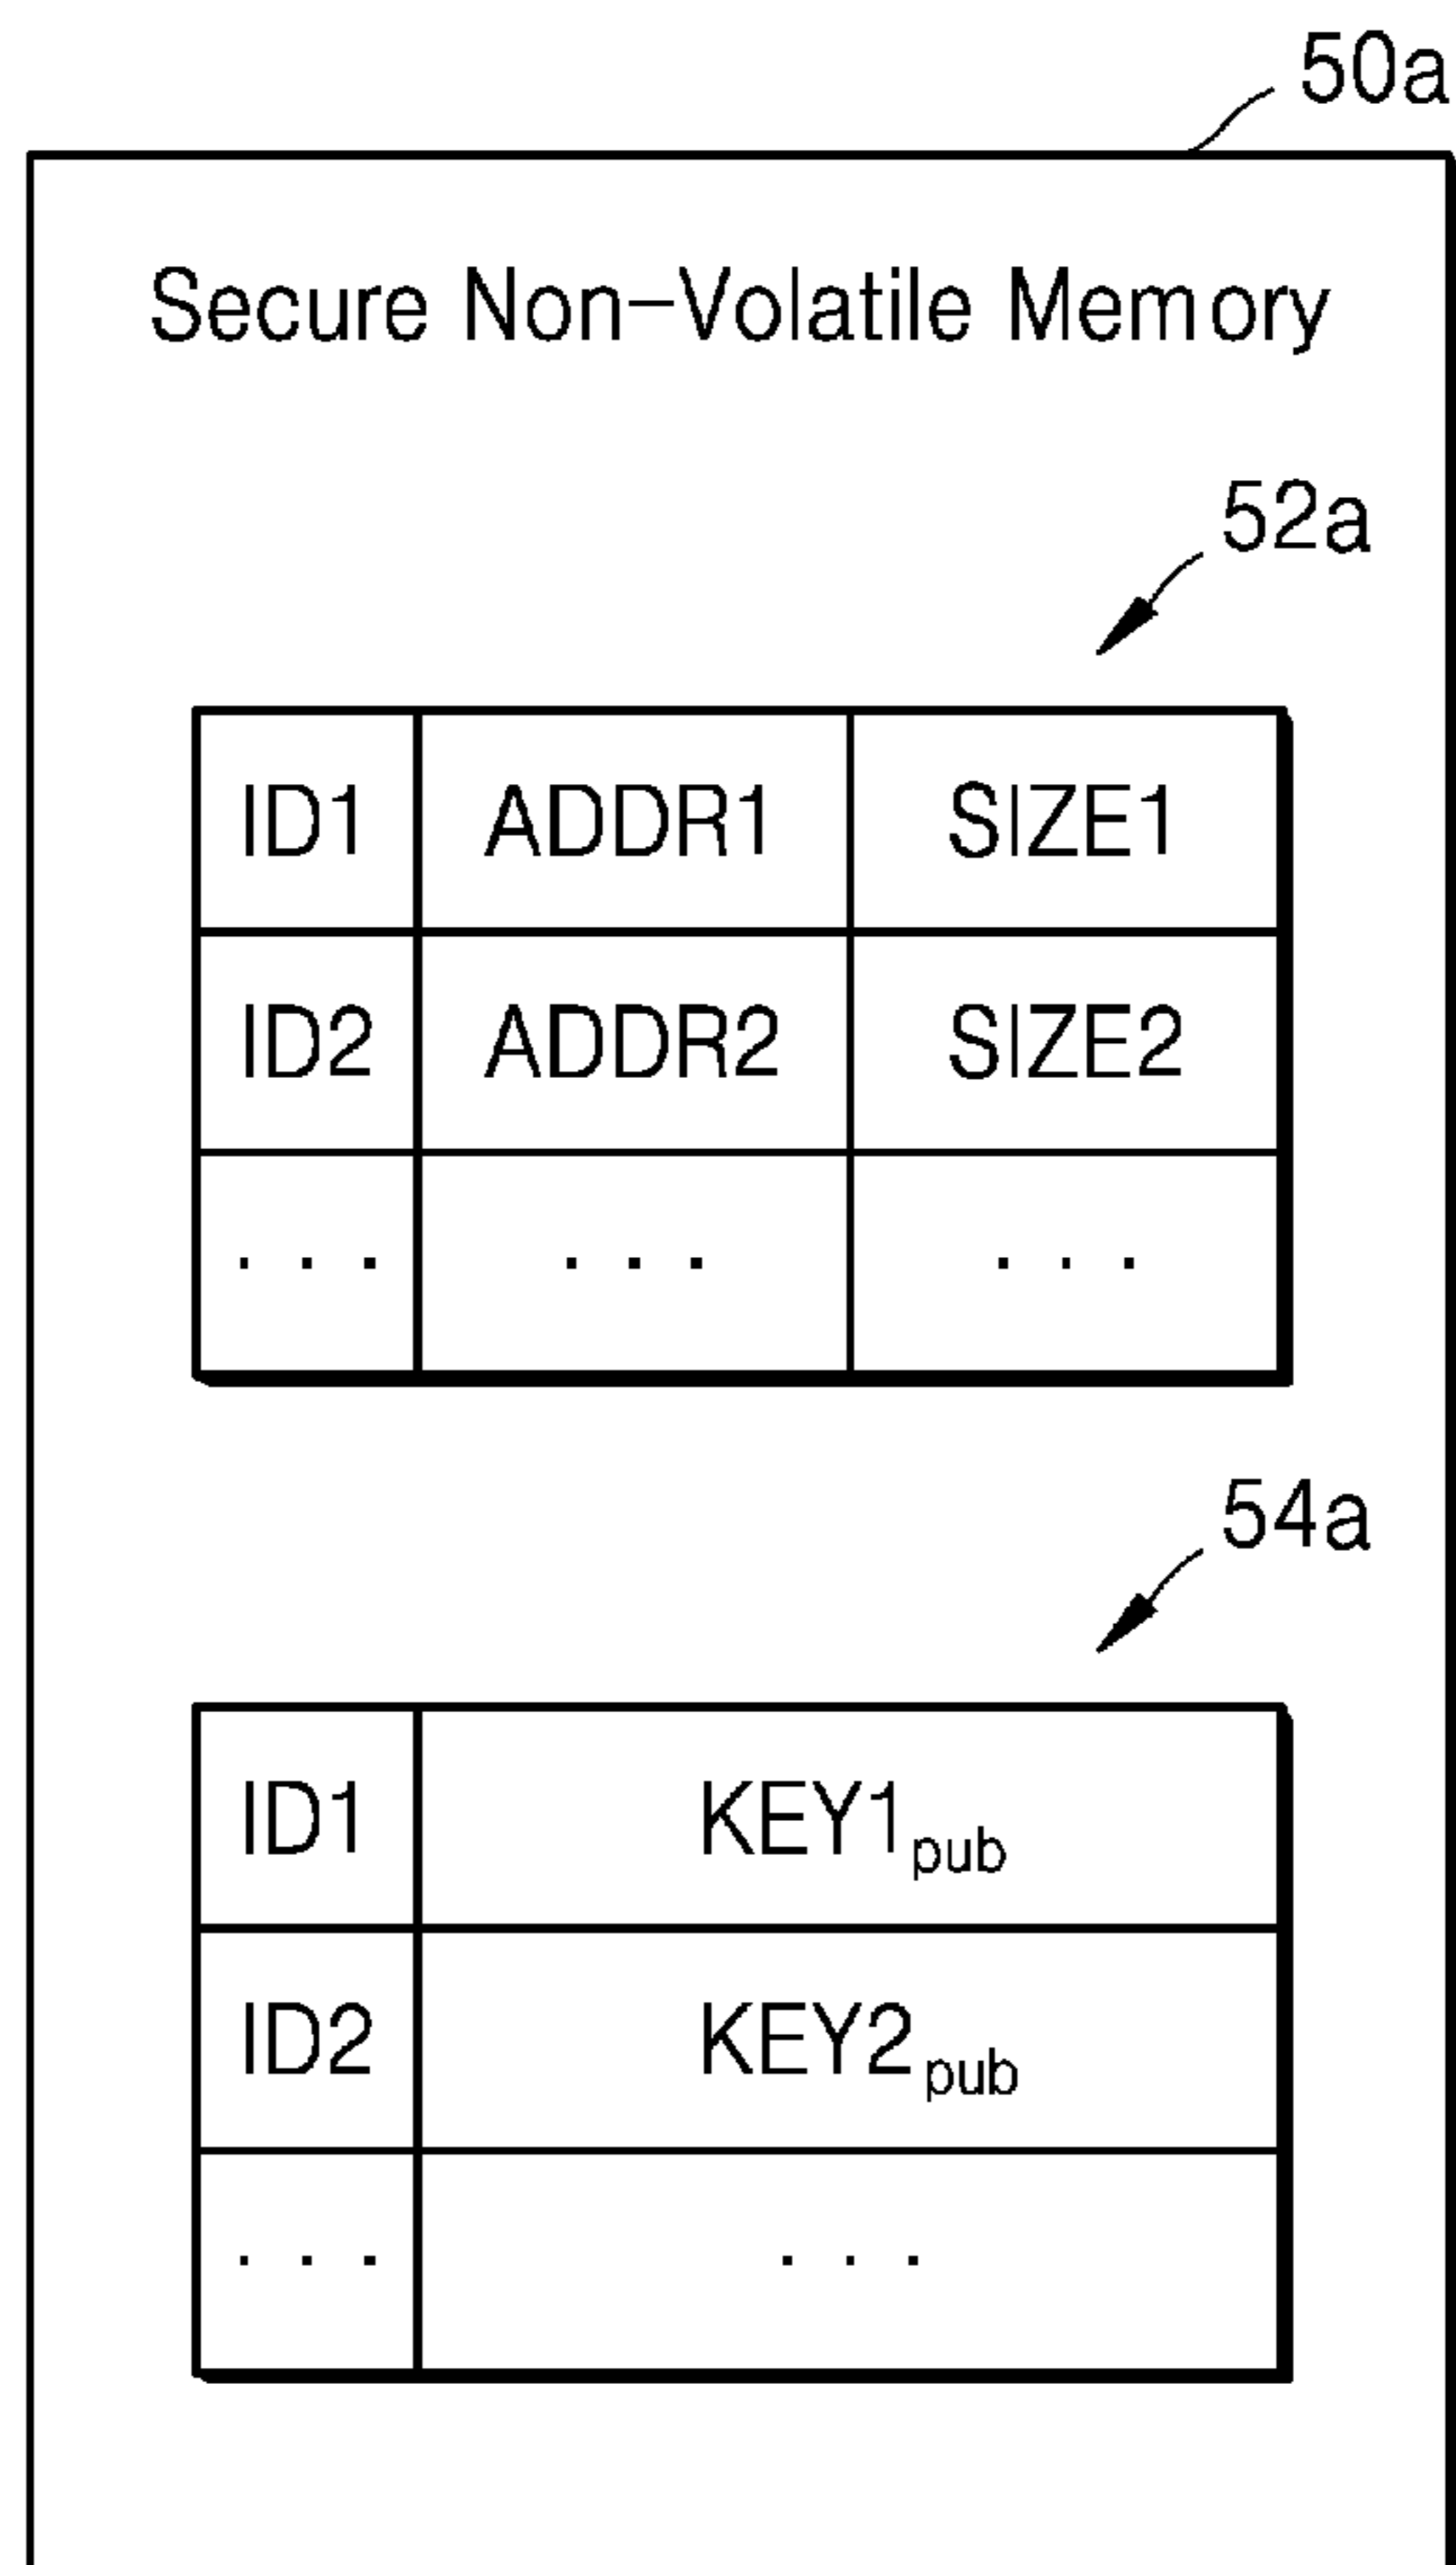 50a
Secure Non-Volatile Memory
52a
ID1 ADDR1 SIZE1
ID2 ADDR2 SIZE2
... ... ...
54a
ID1 KEY1pub
ID2 KEY2pub
... ...